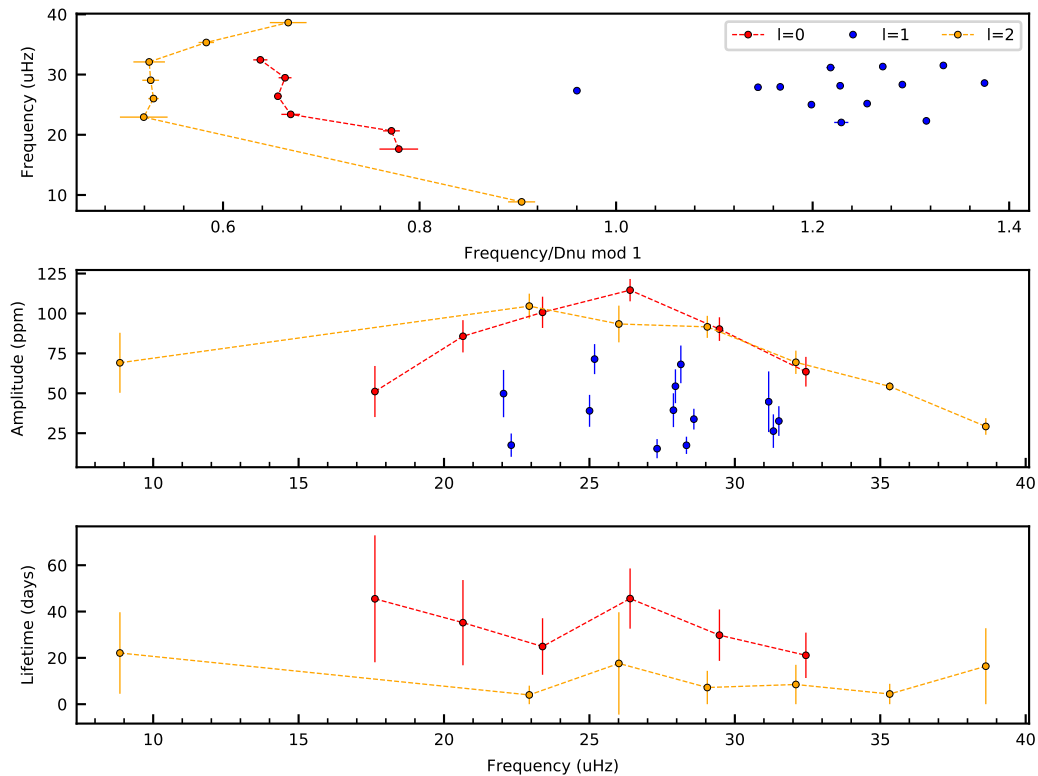 40
30
20
10
Frequency (uHz)
l=0 l=1 l=2
0.6 0.8 1.0 1.2 1.4
Frequency/Dnu mod 1
125
100
75
50
25
Amplitude (ppm)
10 15 20 25 30 35 40
60
40
20
0
Lifetime (days)
10 15 20 25 30 35 40
Frequency (uHz)